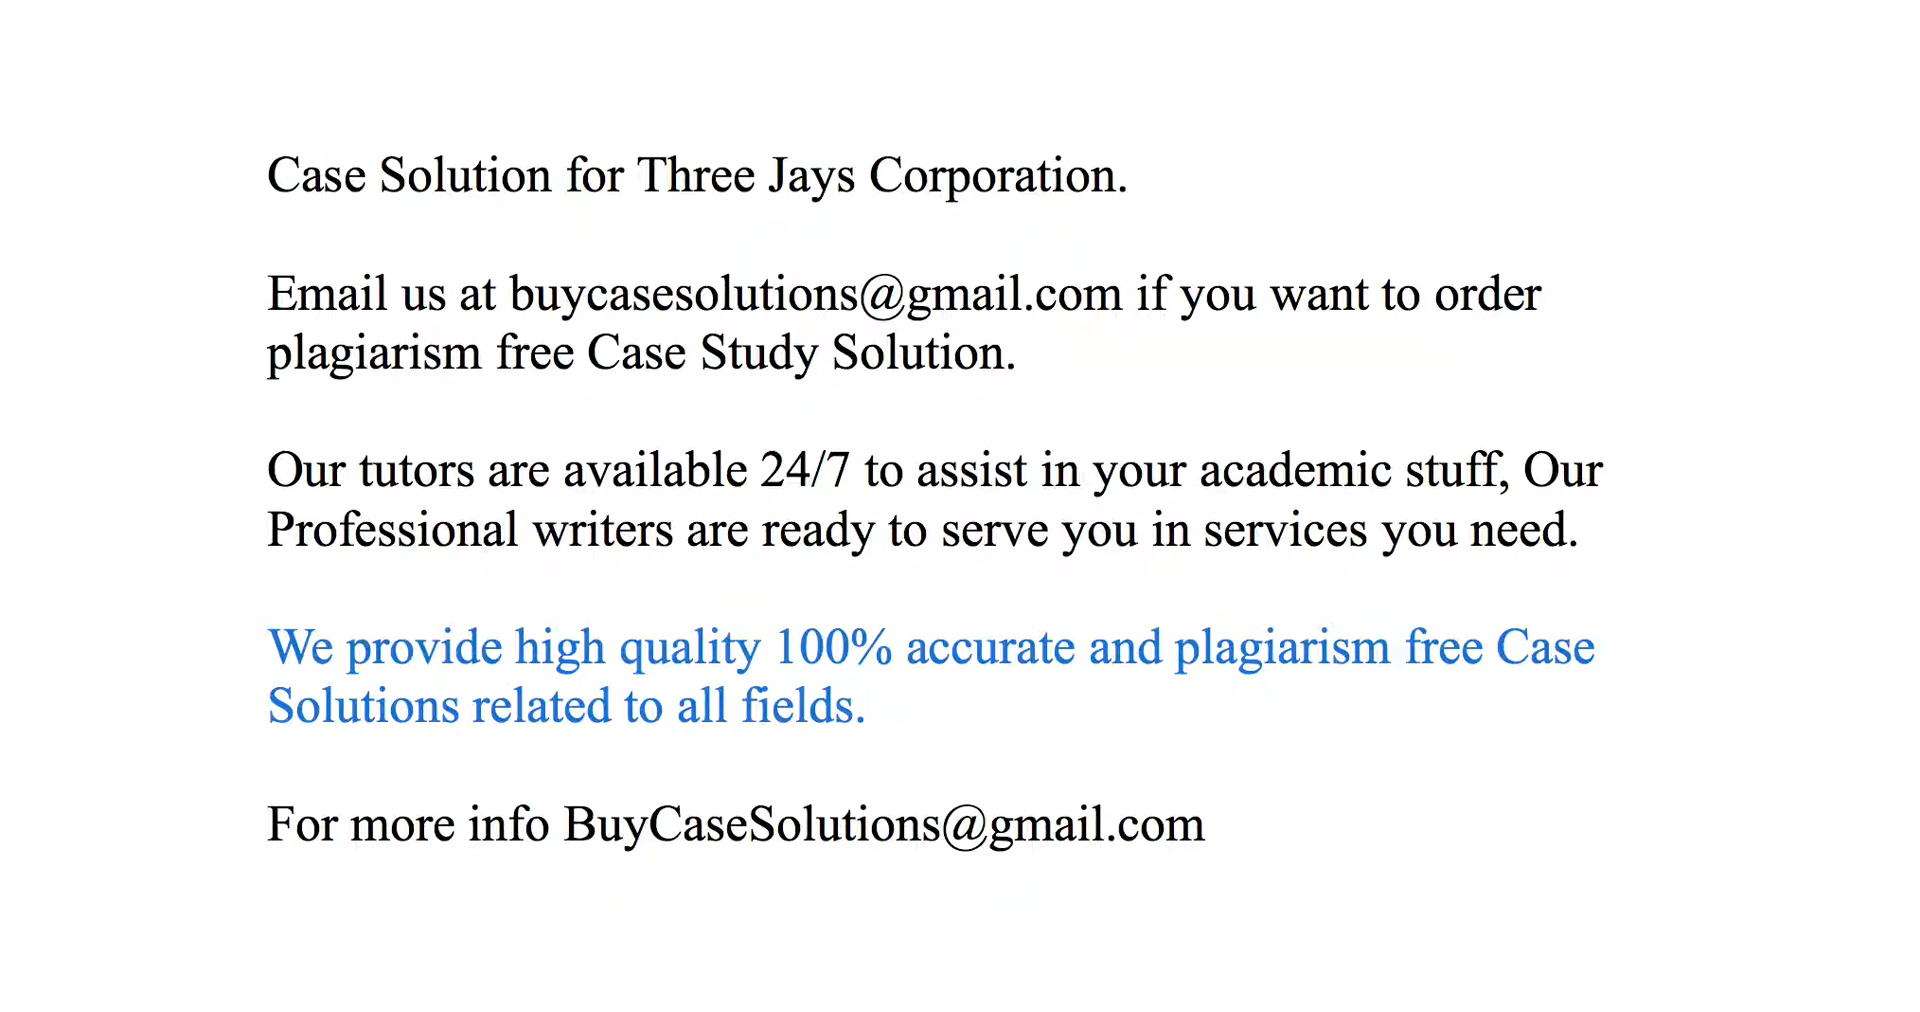 Case Solution for Three Jays Corporation.
Email us at buycasesolutions@gmail.com if you want to order
plagiarism free Case Study Solution.
Our tutors are available 24/7 to assist in your academic stuff, Our
Professional writers are ready to serve you in services you need.
We provide high quality 100% accurate and plagiarism free Case
Solutions related to all fields.
For more info BuyCaseSolutions@gmail.com